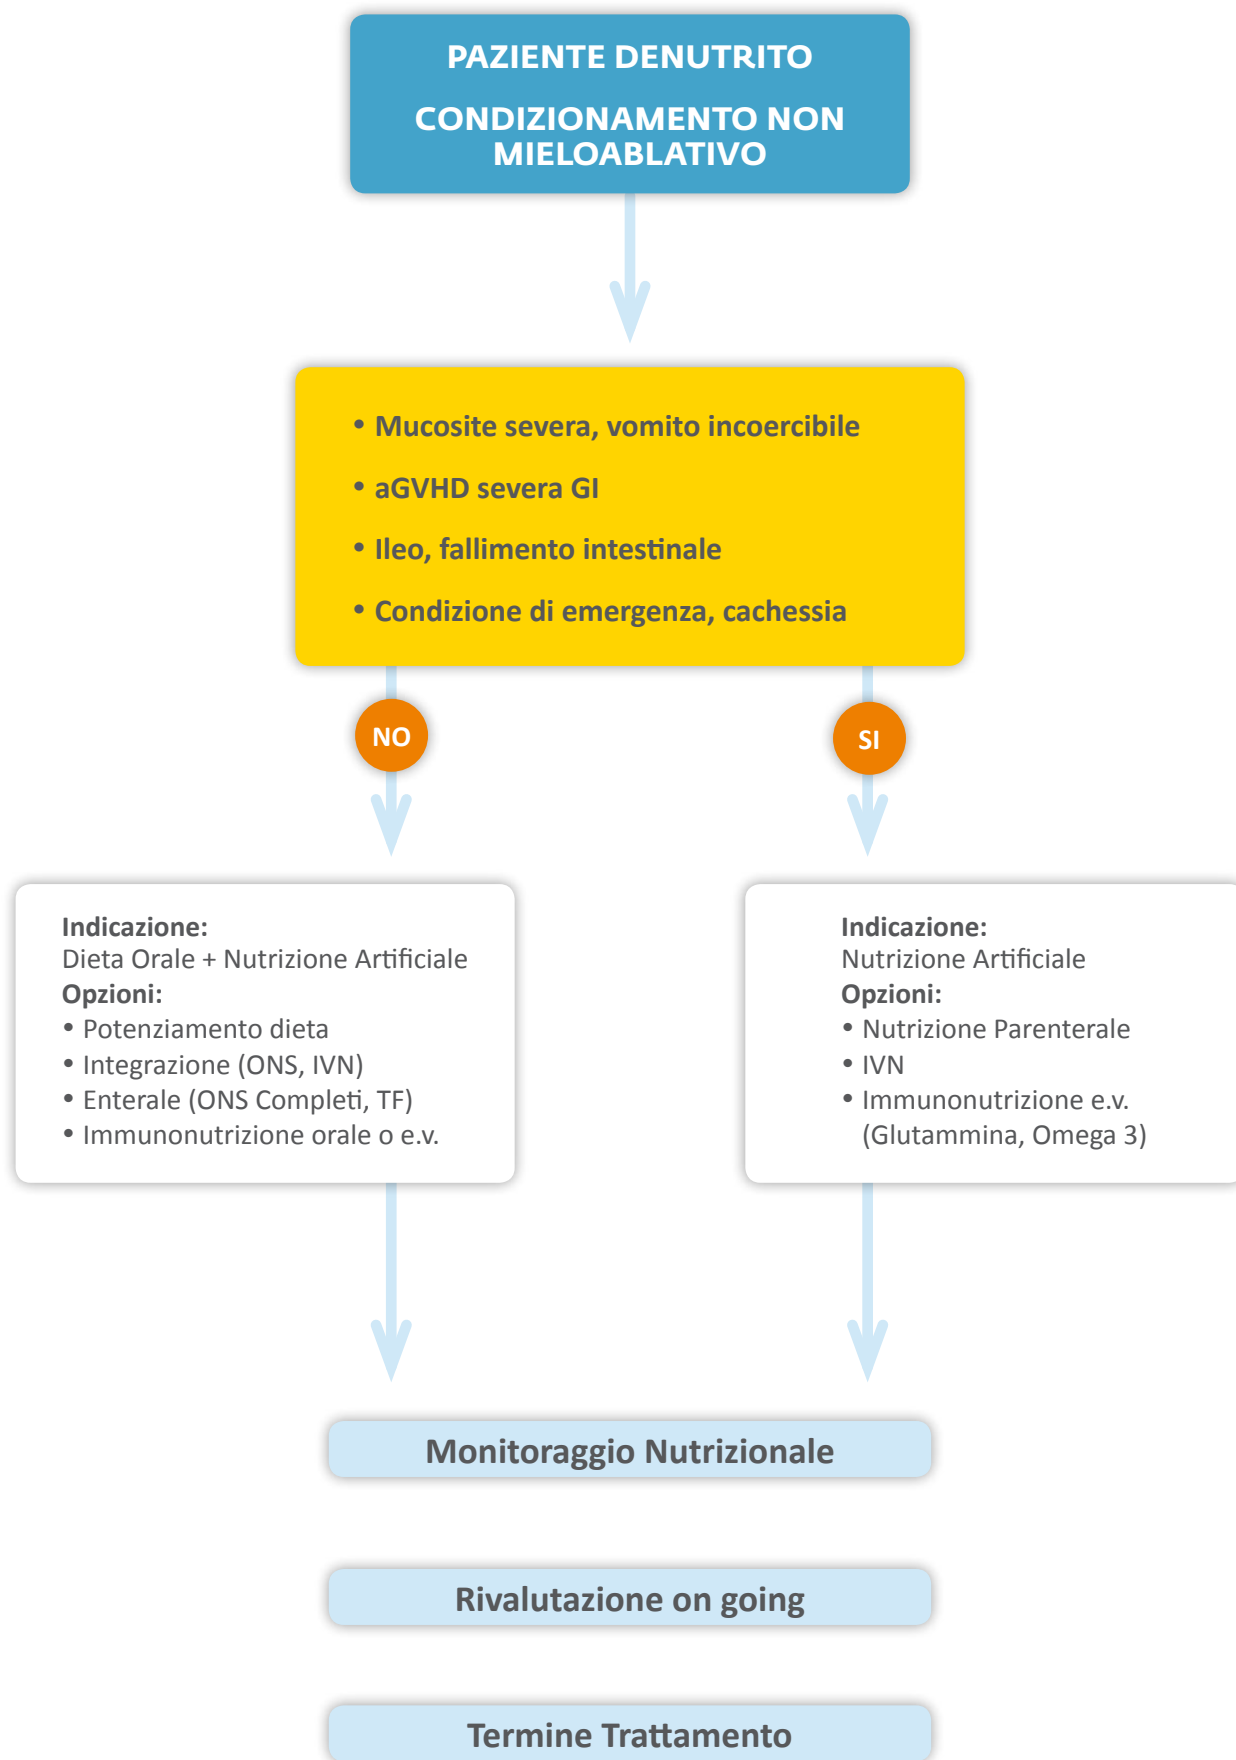 PAZIENTE DENUTRITO
CONDIZIONAMENTO NON
MIELOABLATIVO
• Mucosite severa, vomito incoercibile
• aGVHD severa GI
• Ileo, fallimento intestinale
• Condizione di emergenza, cachessia
NO
SI
Indicazione:
Dieta Orale + Nutrizione Artificiale
Opzioni:
• Potenziamento dieta
• Integrazione (ONS, IVN)
• Enterale (ONS Completi, TF)
• Immunonutrizione orale o e.v.
Indicazione:
Nutrizione Artificiale
Opzioni:
• Nutrizione Parenterale
• IVN
• Immunonutrizione e.v.
(Glutammina, Omega 3)
Monitoraggio Nutrizionale
Rivalutazione on going
Termine Trattamento